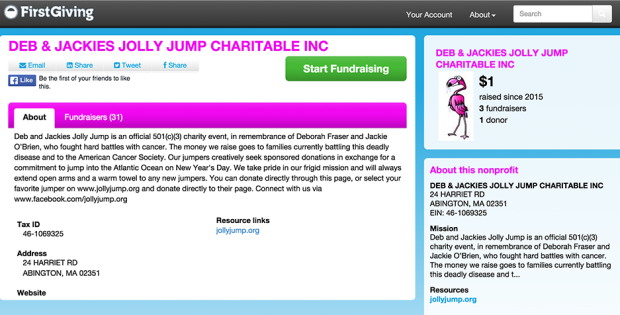 FirstGiving
Your Account
About
Search
DEB & JACKIES JOLLY JUMP CHARITABLE INC
Email
Share
Tweet
Share
Like
Be the first of your friends to like
this.
Start Fundraising
About
Fundraisers (31)
Deb and Jackies Jolly Jump is an official 501(c)(3) charity event, in remembrance of Deborah Fraser and Jackie
O'Brien, who fought hard battles with cancer. The money we raise goes to families currently battling this deadly
disease and to the American Cancer Society. Our jumpers creatively seek sponsored donations in exchange for a
commitment to jump into the Atlantic Ocean on New Year's Day. We take pride in our frigid mission and will always
extend open arms and a warm towel to any new jumpers. You can donate directly through this page, or select your
favorite jumper on www.jollyjump.org and donate directly to their page. Connect with us via
www.facebook.com/jollyjump.org
Tax ID
46-1069325
Resource links
jollyjump.org
Address
24 HARRIET RD
ABINGTON, MA 02351
Website
DEB & JACKIES JOLLY JUMP
CHARITABLE INC
$1
raised since 2015
3 fundraisers
1 donor
About this nonprofit
DEB & JACKIES JOLLY JUMP CHARITABLE INC
24 HARRIET RD
ABINGTON, MA 02351
EIN: 46-1069325
Mission
Deb and Jackies Jolly Jump is an official 501(c)(3)
charity event, in remembrance of Deborah Fraser and
Jackie O'Brien, who fought hard battles with cancer.
The money we raise goes to families currently battling
this deadly disease and t...
Resources
jollyjump.org